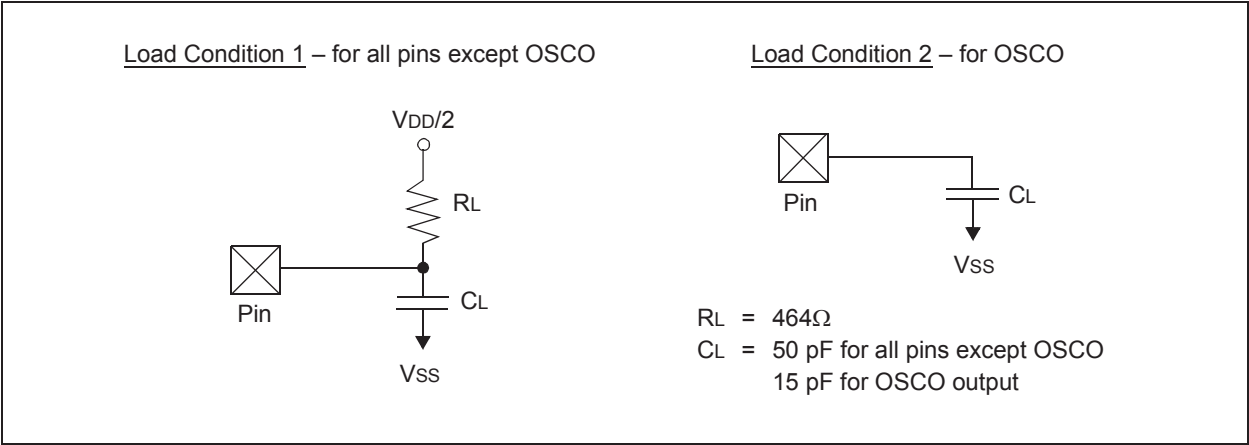 Load Condition 1 – for all pins except OSCO
VDD/2
RL
Pin
CL
VSS
Load Condition 2 – for OSCO
Pin
CL
VSS
RL = 464Ω
CL = 50 pF for all pins except OSCO
15 pF for OSCO output